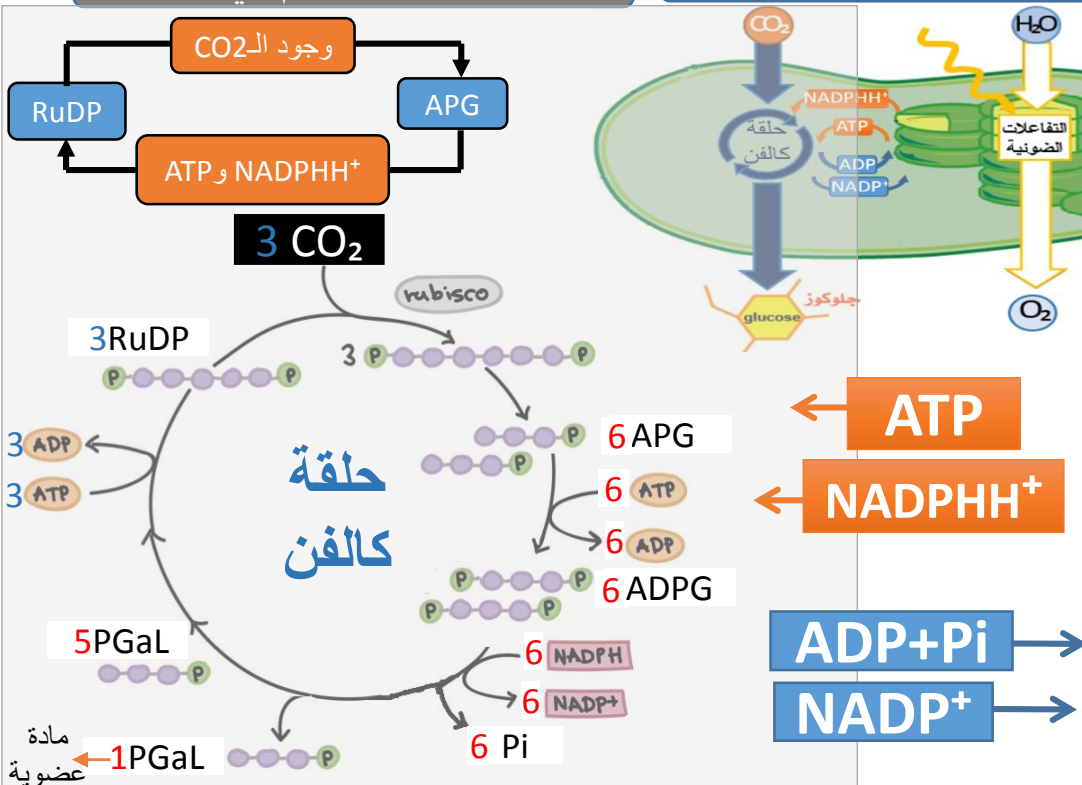 وجود الـCO2
RuDP
APG
NADPHH⁺ وATP
CO₂
H₂O
NADPHH⁺
ATP
ADP
NADP⁺
حلقة
كالفن
التفاعلات
الضوئية
جلوكوز
glucose
O₂
3 CO₂
rubisco
3RuDP
P P
3 P P
3 ADP
3 ATP
حلقة
كالفن
P 6 APG
P
6 ATP
6 ADP
P P 6 ADPG
P P
5PGaL
P
6 NADPH
6 NADP+
6 Pi
مادة
عضوية
1PGaL P
ATP
NADPHH⁺
ADP+Pi
NADP⁺